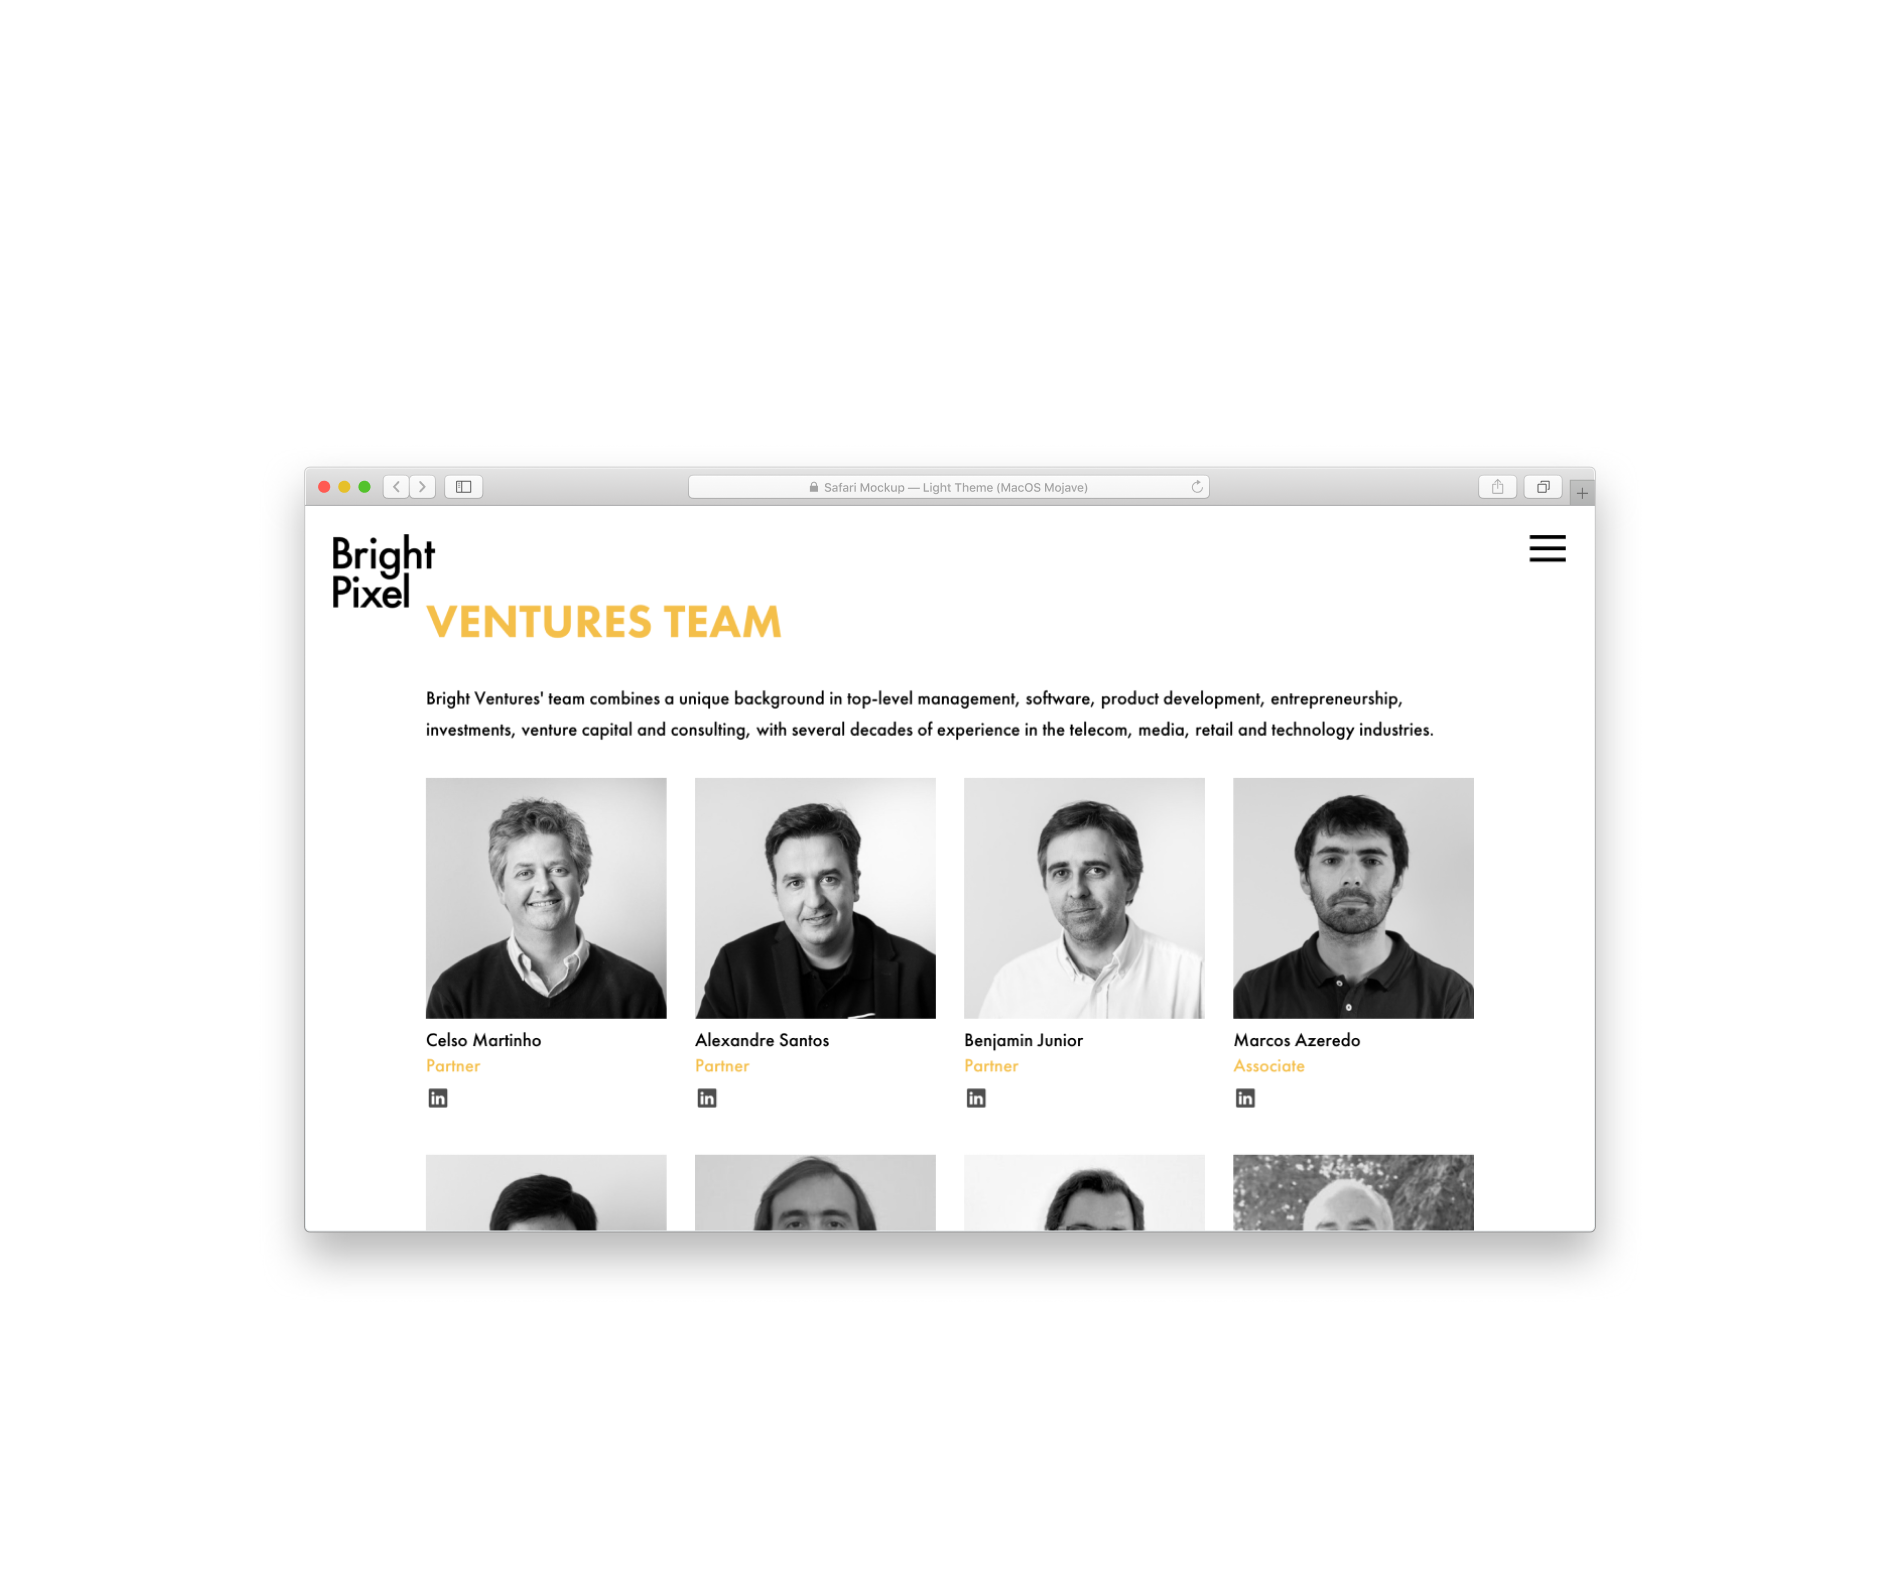 Safari Mockup — Light Theme (MacOS Mojave)
Bright
Pixel
VENTURES TEAM
Bright Ventures' team combines a unique background in top-level management, software, product development, entrepreneurship,
investments, venture capital and consulting, with several decades of experience in the telecom, media, retail and technology industries.
Celso Martinho
Partner
in
Alexandre Santos
Partner
in
Benjamin Junior
Partner
in
Marcos Azeredo
Associate
in